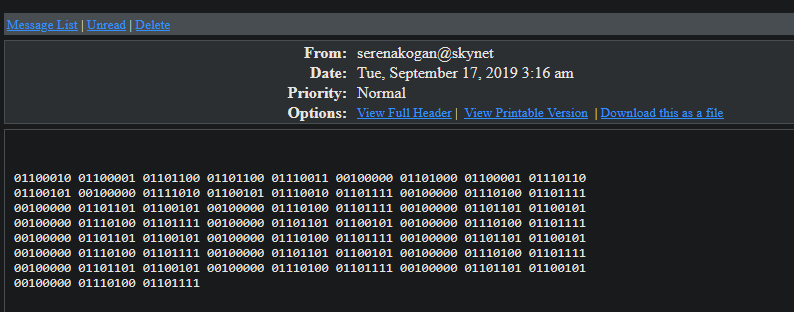 Message List | Unread | Delete
From: serenakogan@skynet
Date: Tue, September 17, 2019 3:16 am
Priority: Normal
Options: View Full Header | View Printable Version | Download this as a file
01100010 01100001 01101100 01101100 01110011 00100000 01101000 01100001 01110110
01100101 00100000 01111010 01100101 01110010 01101111 00100000 01110100 01101111
00100000 01101101 01100101 00100000 01110100 01101111 00100000 01101101 01100101
00100000 01110100 01101111 00100000 01101101 01100101 00100000 01110100 01101111
00100000 01101101 01100101 00100000 01110100 01101111 00100000 01101101 01100101
00100000 01110100 01101111 00100000 01101101 01100101 00100000 01110100 01101111
00100000 01101101 01100101 00100000 01110100 01101111 00100000 01101101 01100101
00100000 01110100 01101111